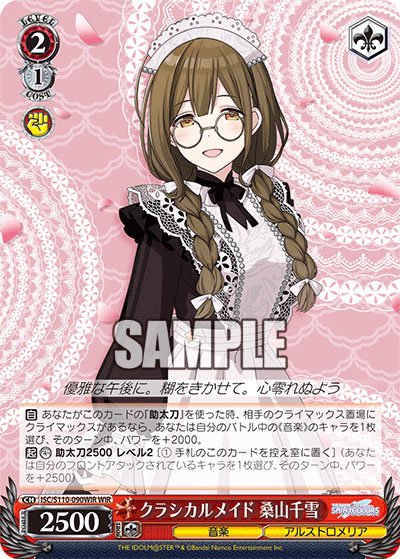 LEVEL
2
1
COST
SAMPLE
優雅な午後に。糊をきかせて。心零れぬよう
自 あなたがこのカードの「助太刀」を使った時、相手のクライマックス置場に
クライマックスがあるなら、あなたは自分のバトル中の《音楽》のキャラを1枚
選び、そのターン中、パワーを+2000。
起 助太刀2500 レベル2 [① 手札のこのカードを控え室に置く] (あなた
は自分のフロントアタックされているキャラを1枚選び、そのターン中、パワーを
+2500)
CH ISC/S110-090WIR WIR
クラシカルメイド 桑山千雪
SHINYCOLORS
2500
音楽
アルストロメリア
THE IDOLM@STER™&©Bandai Namco Entertainment Inc.